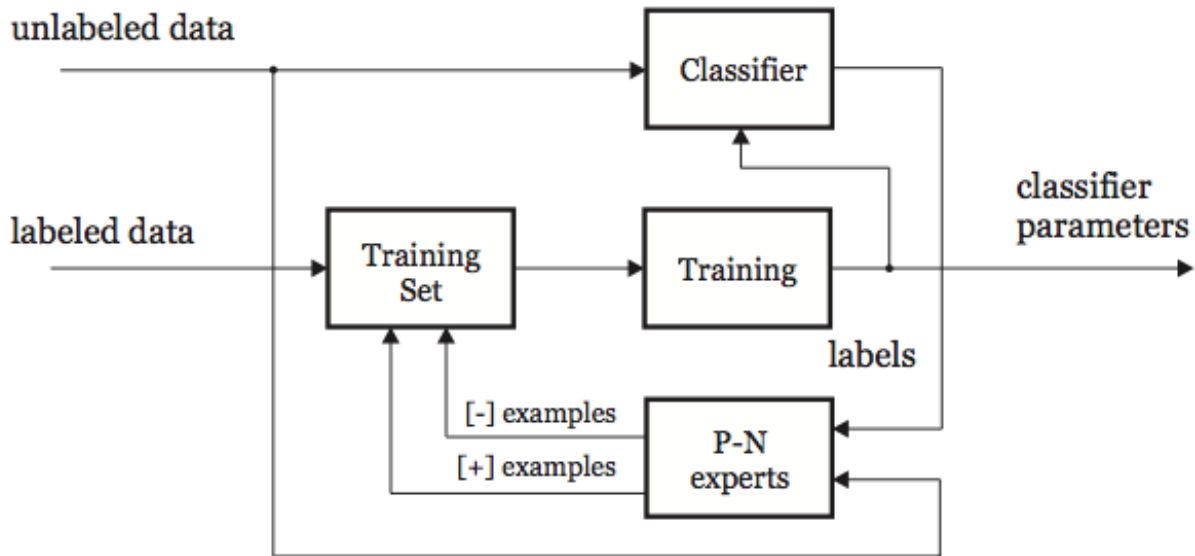 unlabeled data
Classifier
classifier
parameters
labeled data
Training
Set
Training
labels
[-] examples
[+] examples
P-N
experts